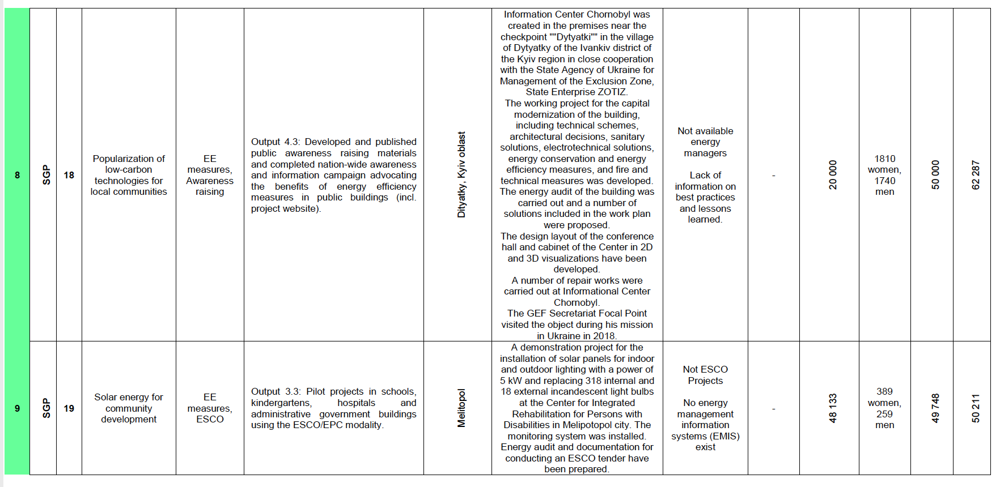 8
SGP
18
Popularization of
low-carbon
technologies for
local communities
EE
measures,
Awareness
raising
Output 4.3: Developed and published
public awareness raising materials
and completed nation-wide awareness
and information campaign advocating
the benefits of energy efficiency
measures in public buildings (incl.
project website).
Dityatky, Kyiv oblast
Information Center Chornobyl was
created in the premises near the
checkpoint ""Dytyatki"" in the village
of Dytyatky of the Ivankiv district of
the Kyiv region in close cooperation
with the State Agency of Ukraine for
Management of the Exclusion Zone,
State Enterprise ZOTIZ.
The working project for the capital
modernization of the building,
including technical schemes,
architectural decisions, sanitary
solutions, electrotechnical solutions,
energy conservation and energy
efficiency measures, and fire and
technical measures was developed.
The energy audit of the building was
carried out and a number of
solutions included in the work plan
were proposed.
The design layout of the conference
hall and cabinet of the Center in 2D
and 3D visualizations have been
developed.
A number of repair works were
carried out at Informational Center
Chornobyl.
The GEF Secretariat Focal Point
visited the object during his mission
in Ukraine in 2018.
Not available
energy
managers
Lack of
information on
best practices
and lessons
learned.
-
20 000
1810
women,
1740
men
50 000
62 287
9
SGP
19
Solar energy for
community
development
EE
measures,
ESCO
Output 3.3: Pilot projects in schools,
kindergartens, hospitals and
administrative government buildings
using the ESCO/EPC modality.
Melitopol
A demonstration project for the
installation of solar panels for indoor
and outdoor lighting with a power of
5 kW and replacing 318 internal and
18 external incandescent light bulbs
at the Center for Integrated
Rehabilitation for Persons with
Disabilities in Melipotopol city. The
monitoring system was installed.
Energy audit and documentation for
conducting an ESCO tender have
been prepared.
Not ESCO
Projects
No energy
management
information
systems (EMIS)
exist
-
48 133
389
women,
259
men
49 748
50 211